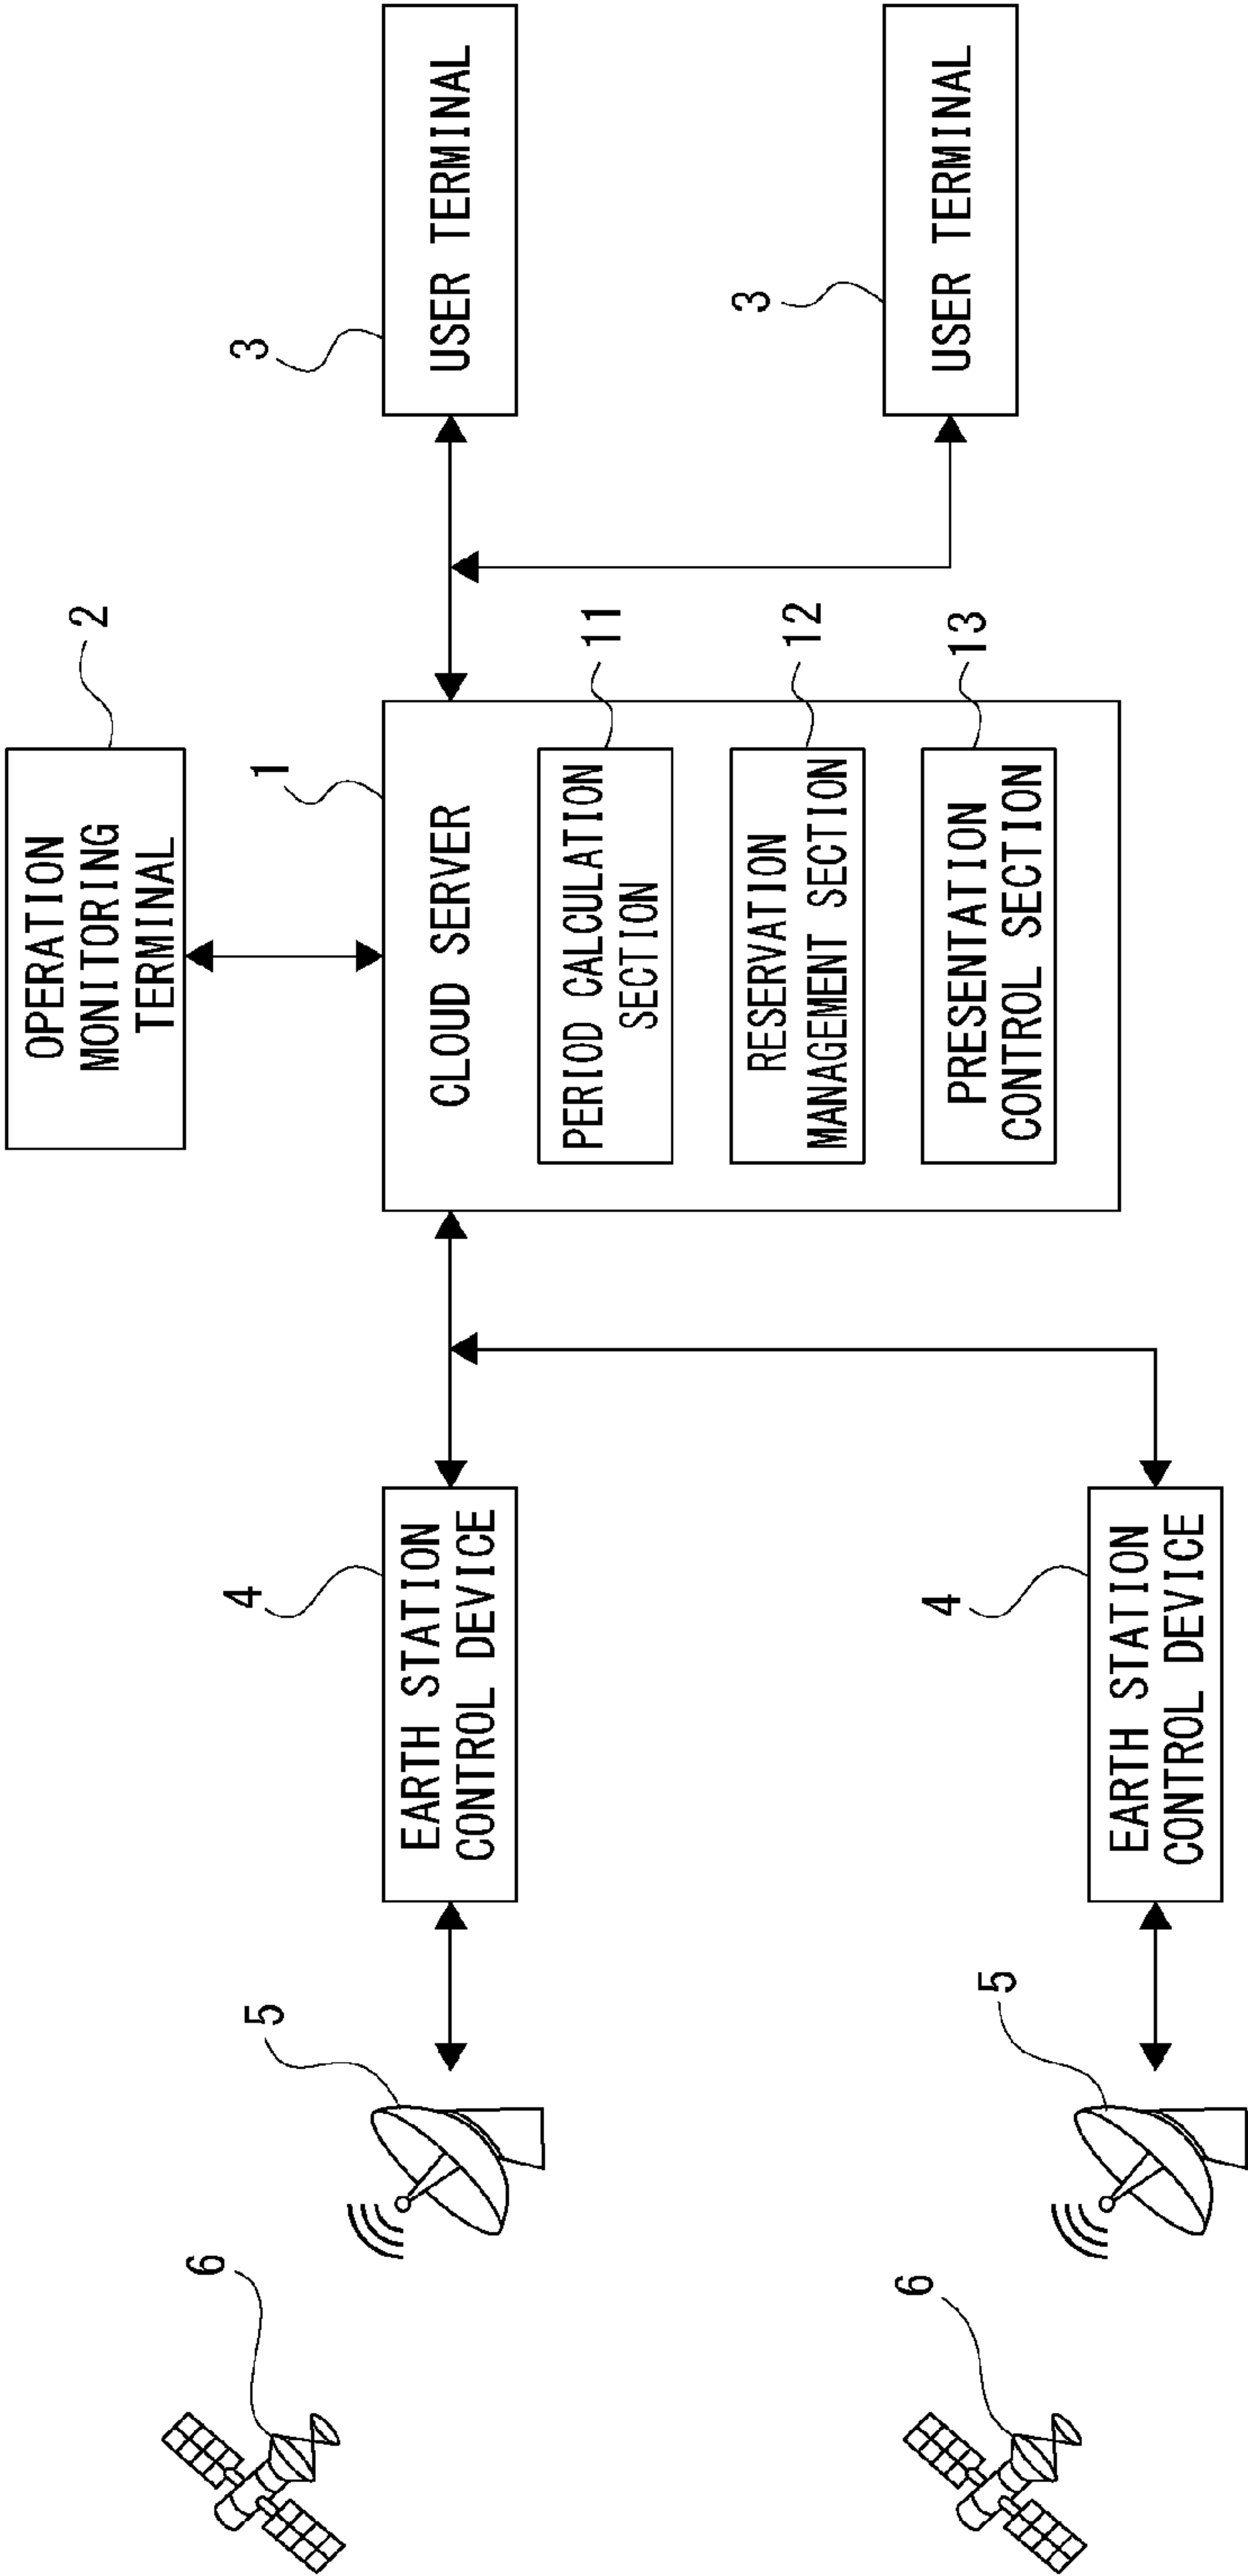 2
OPERATION
MONITORING
TERMINAL
6
5
4
1
3
EARTH STATION
CONTROL DEVICE
CLOUD SERVER
USER TERMINAL
11
PERIOD CALCULATION
SECTION
12
RESERVATION
MANAGEMENT SECTION
3
13
PRESENTATION
CONTROL SECTION
USER TERMINAL
6
5
4
EARTH STATION
CONTROL DEVICE